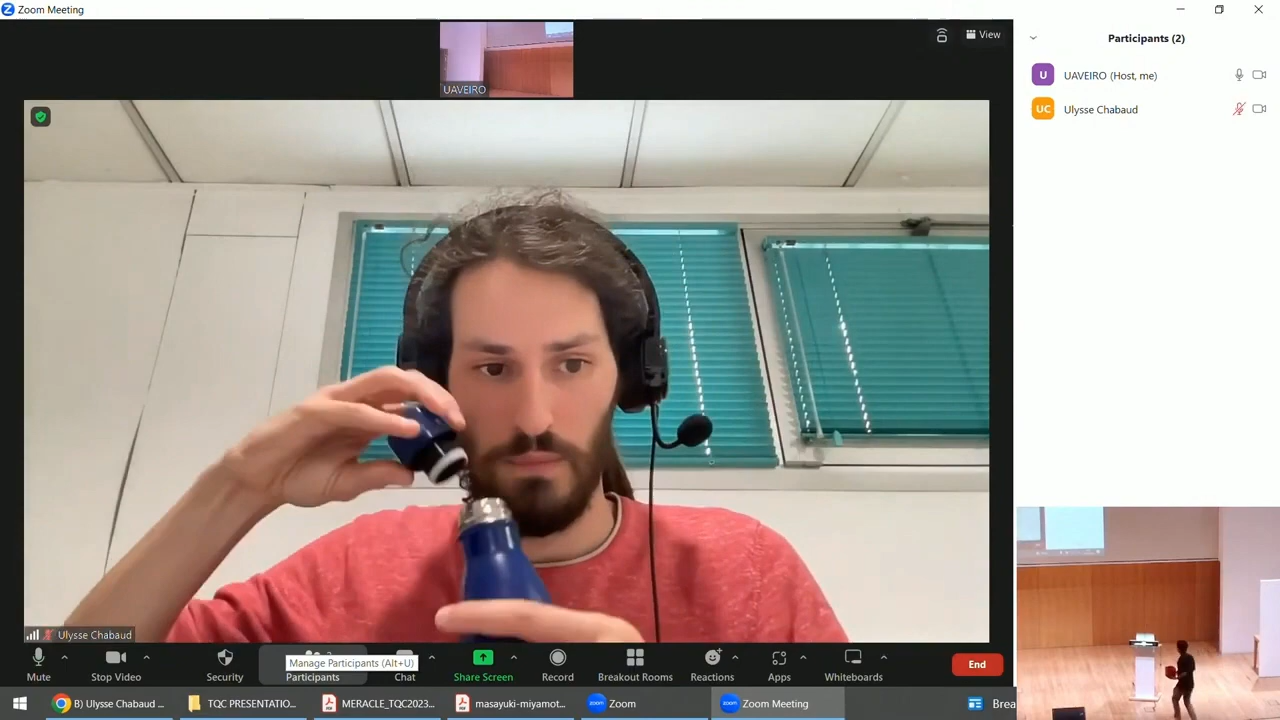 Zoom Meeting
View
UAVEIRO
Participants (2)
U
UAVEIRO (Host, me)
UC
Ulysse Chabaud
Ulysse Chabaud
Manage Participants (Alt+U)
Mute
Stop Video
Security
Participants
Chat
Share Screen
Record
Breakout Rooms
Reactions
Apps
Whiteboards
End
B) Ulysse Chabaud ...
TQC PRESENTATIO...
MERACLE_TQC2023...
masayuki-miyamot...
Zoom
Zoom Meeting
Brea